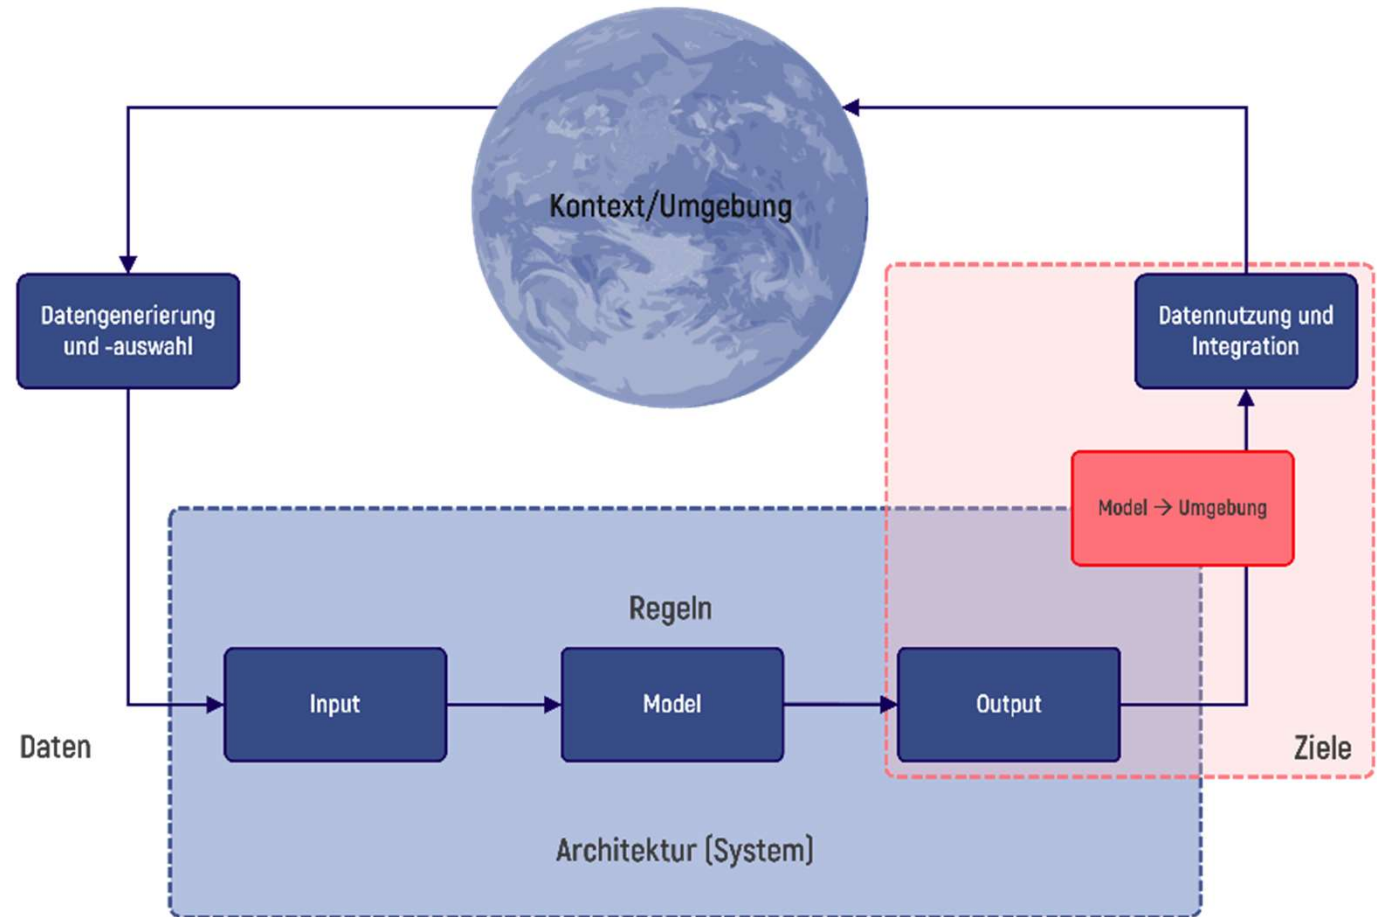 Kontext/Umgebung
Datengenerierung
und -auswahl
Datennutzung und
Integration
Model → Umgebung
Regeln
Input
Model
Output
Daten
Ziele
Architektur (System)